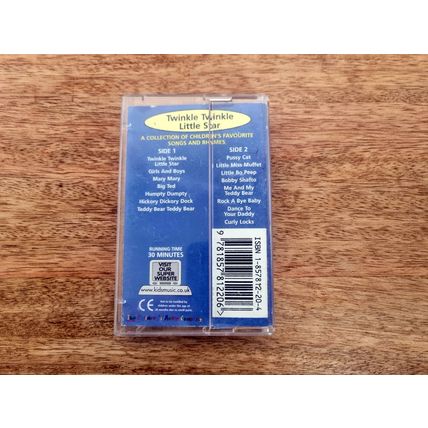 Twinkle Twinkle
Little Star
A COLLECTION OF CHILDREN'S FAVOURITE
SONGS AND RHYMES.
SIDE 1
Twinkle Twinkle
Little Star
Girls And Boys
Mary Mary
Big Ted
Humpty Dumpty
Hickory Dickory Dock
Teddy Bear Teddy Bear
SIDE 2
Pussy Cat
Little Miss Muffet
Little Bo Peep
Bobby Shafto
Me And My
Teddy Bear
Rock A Bye Baby
Dance To
Your Daddy
Curly Locks
RUNNING TIME
30 MINUTES
VISIT
OUR
SUPER
WEBSITE
www.kidsmusic.co.uk
CE
ISBN 1-857812-20-4
9 781857 812206 >